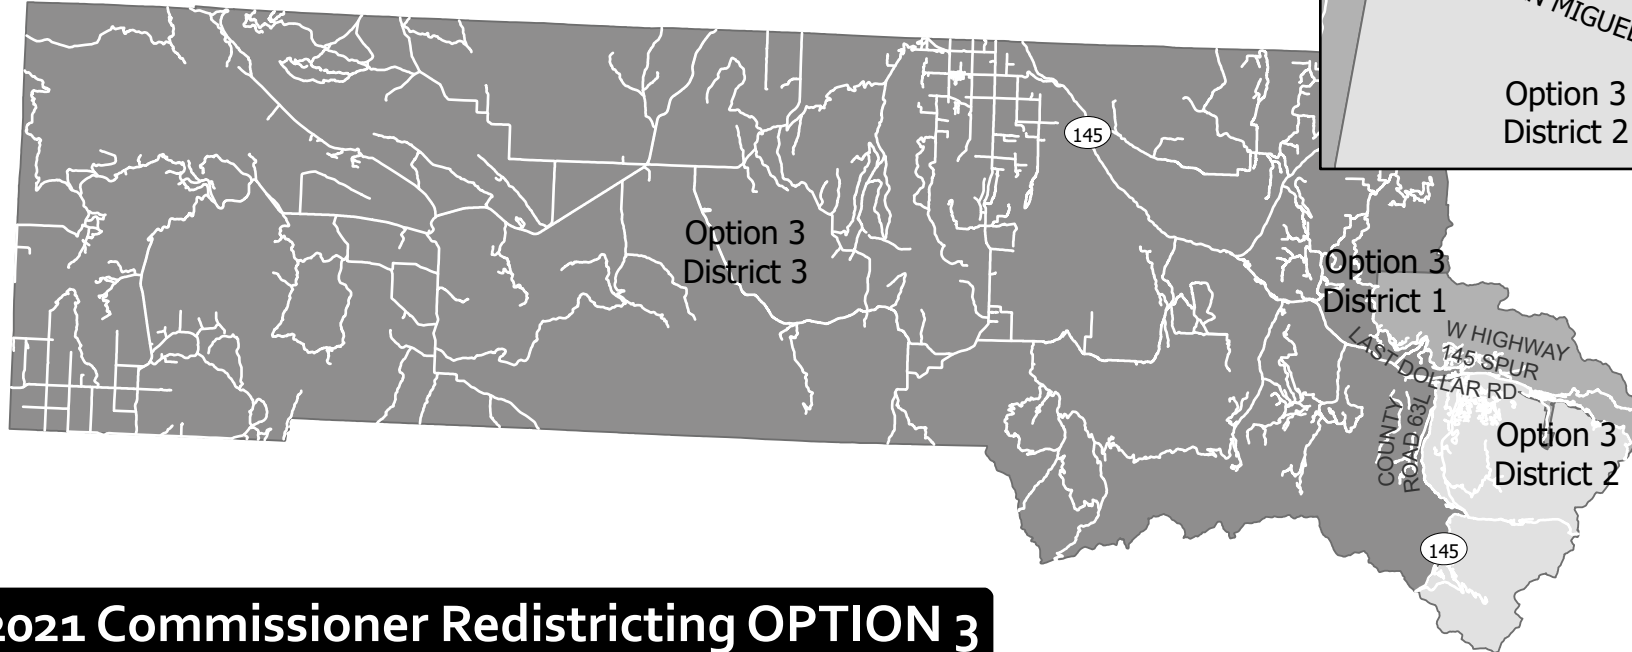 N MIGUEL
Option 3
District 2
145
Option 3
District 3
Option 3
District 1
W HIGHWAY
145 SPUR
LAST DOLLAR RD
COUNTY
ROAD 63L
Option 3
District 2
145
2021 Commissioner Redistricting OPTION 3